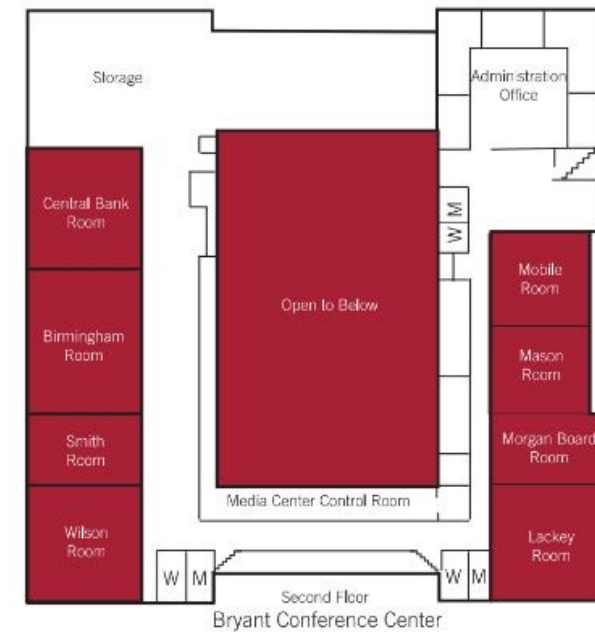 Storage
Administration
Office
Central Bank
Room
M
W
Mobile
Room
Open to Below
Birmingham
Room
Mason
Room
Smith
Room
Morgan Board
Room
Media Center Control Room
Wilson
Room
Lackey
Room
W M
W M
Second Floor
Bryant Conference Center